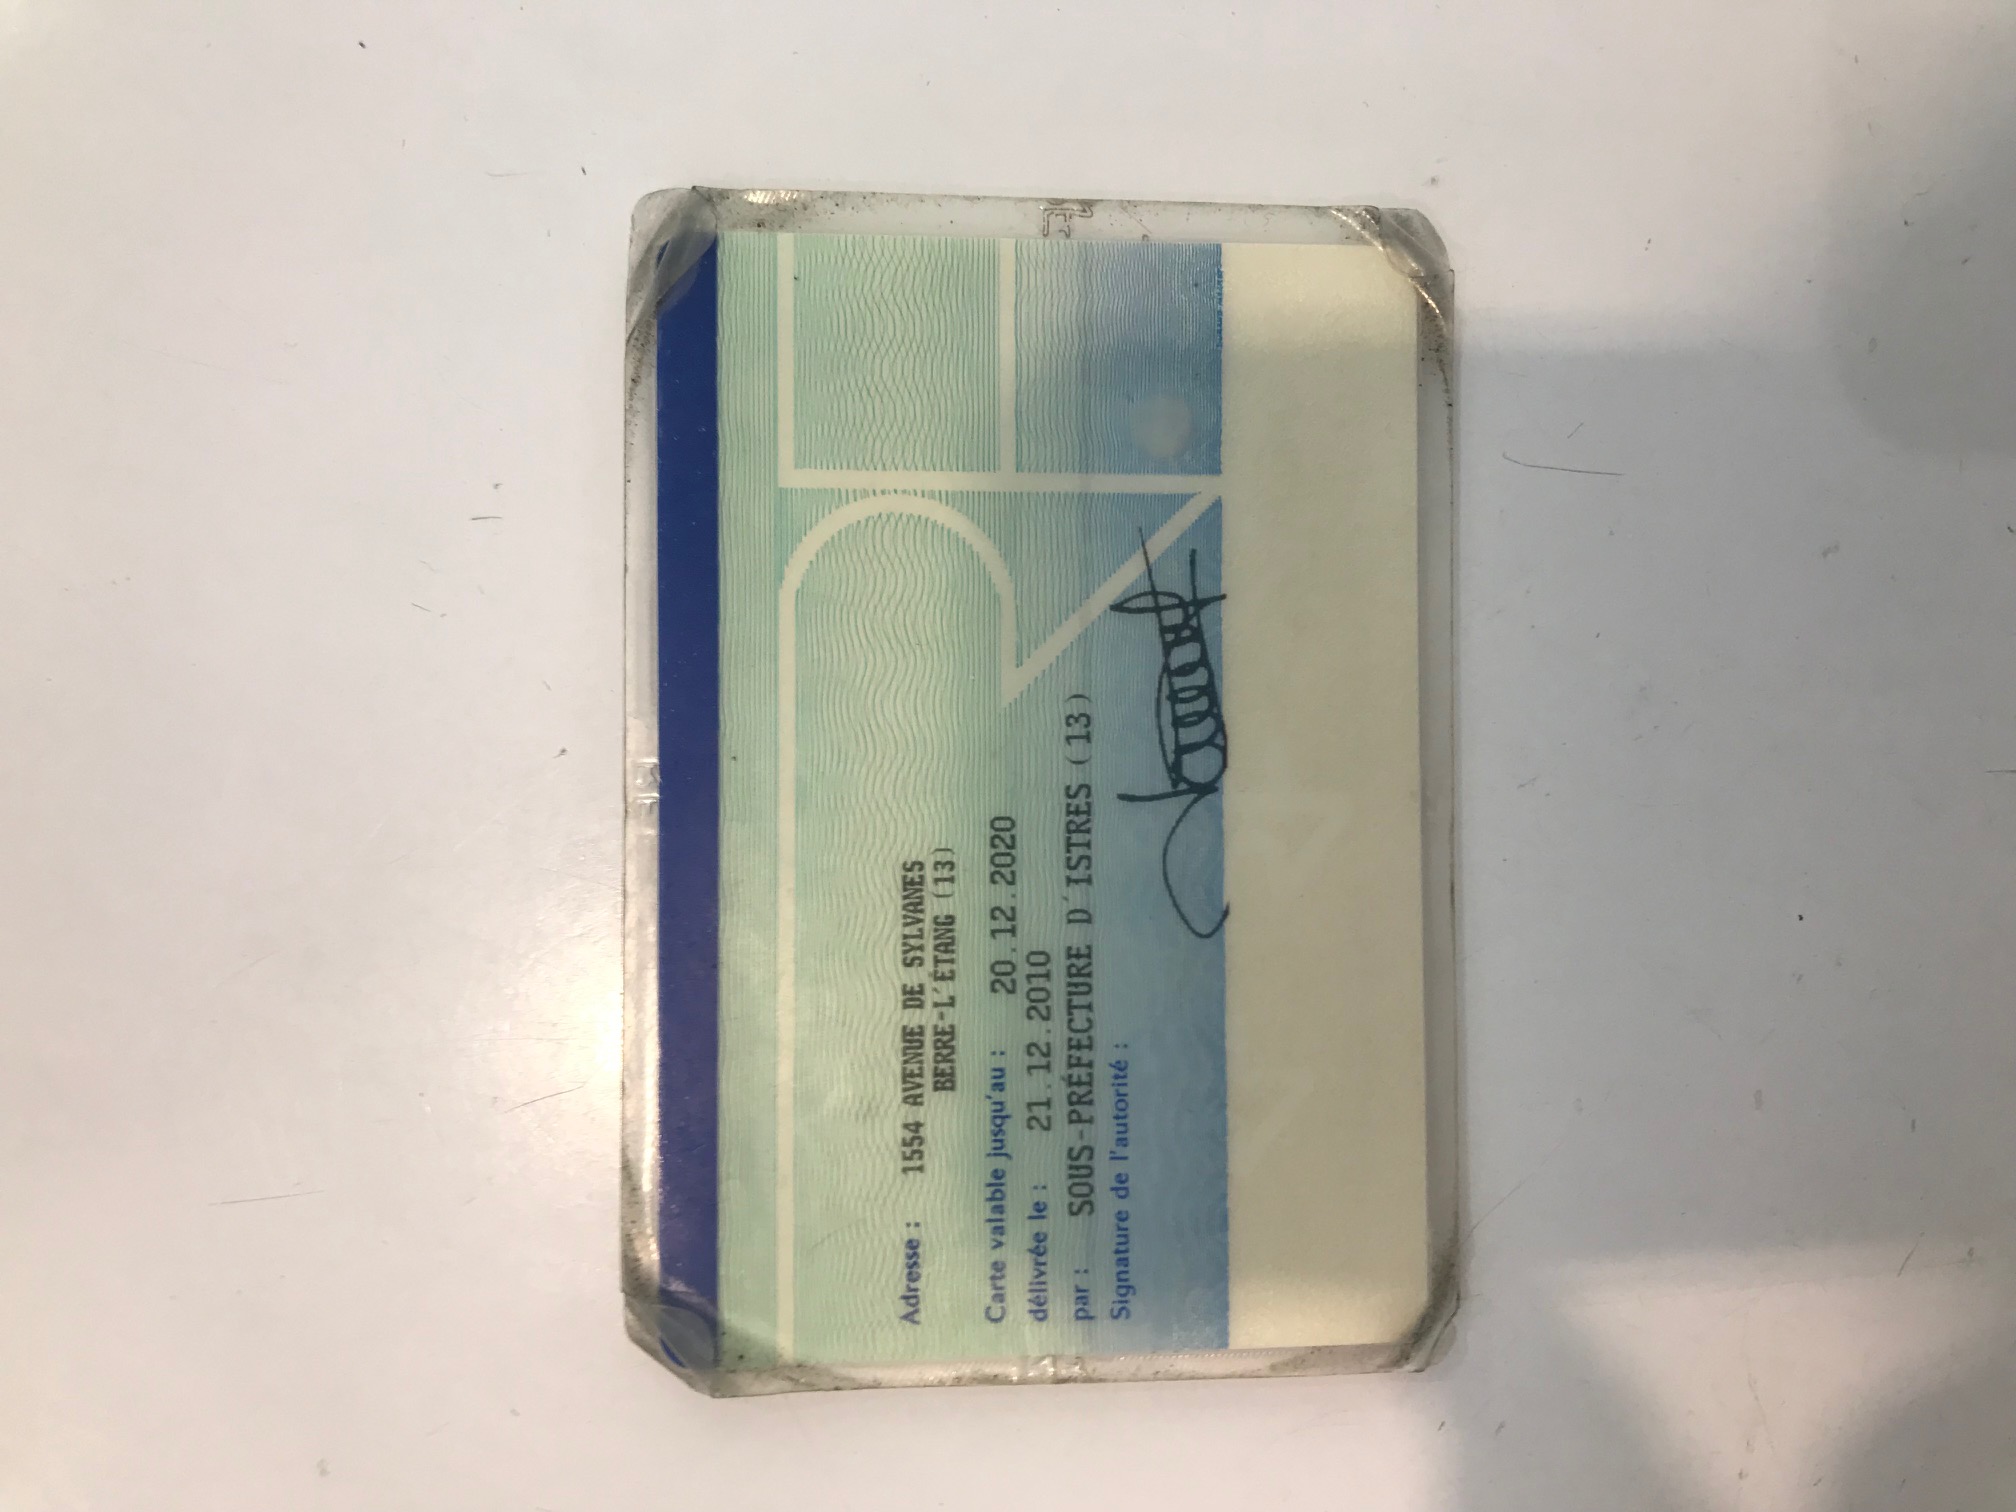 Adresse : 1554 AVENUE DE SYLVANES
BERRE-L'ÉTANG (13)
Carte valable jusqu'au : 20.12.2020
délivrée le : 21.12.2010
par : SOUS-PRÉFECTURE D'ISTRES (13)
Signature de l'autorité :